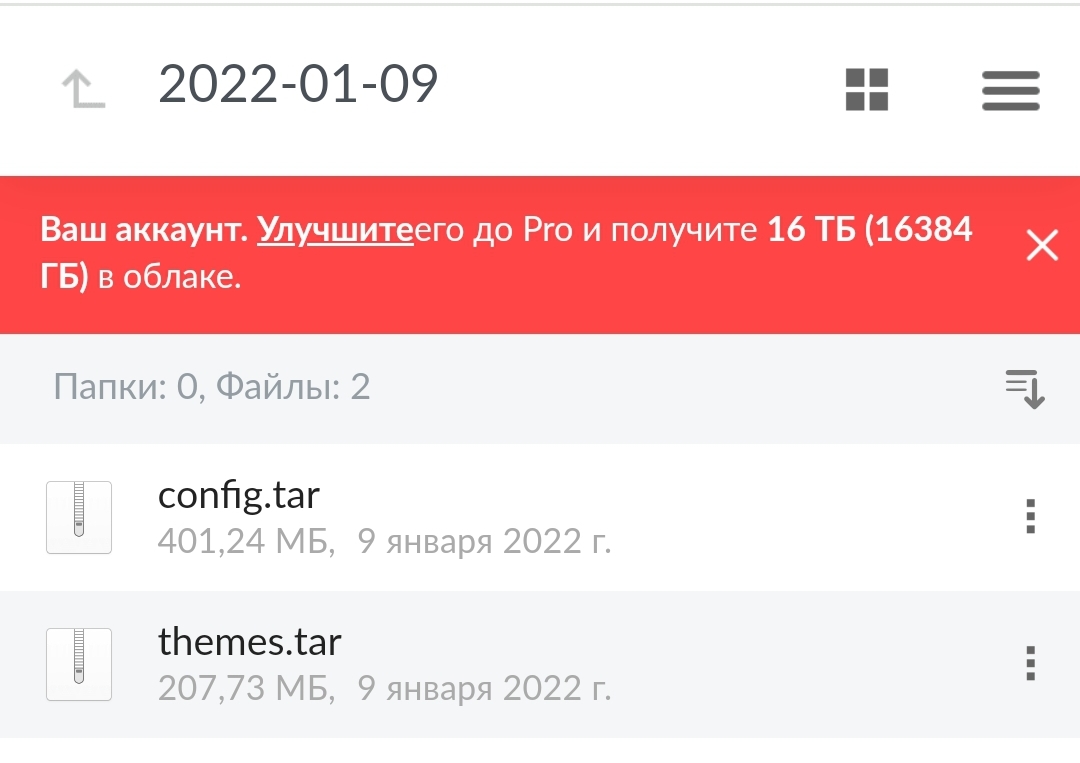 2022-01-09
Ваш аккаунт. Улучшитеего до Pro и получите 16 ТБ (16384
ГБ) в облаке.
Папки: 0, Файлы: 2
config.tar
401,24 МБ, 9 января 2022 г.
themes.tar
207,73 МБ, 9 января 2022 г.